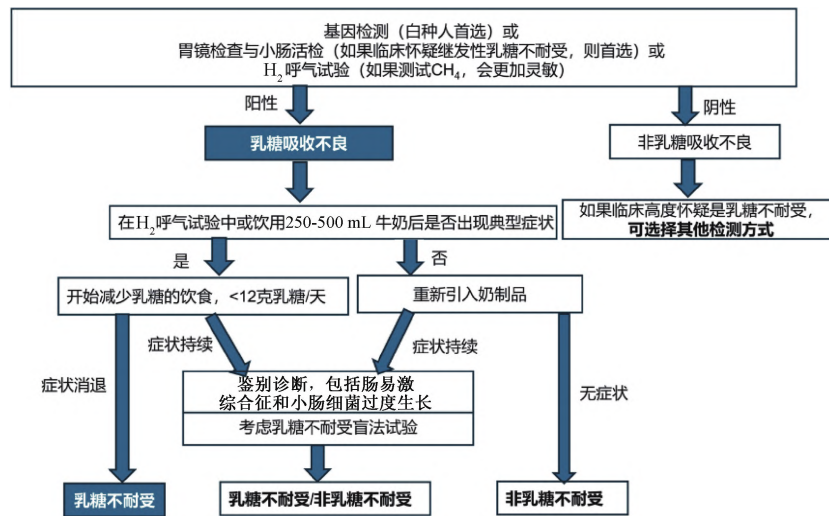 基因检测（白种人首选）或
胃镜检查与小肠活检（如果临床怀疑继发性乳糖不耐受，则首选）或
H₂呼气试验（如果测试CH₄，会更加灵敏）
阳性
阴性
乳糖吸收不良
非乳糖吸收不良
在H₂呼气试验中或饮用250-500 mL 牛奶后是否出现典型症状
如果临床高度怀疑是乳糖不耐受，
可选择其他检测方式
是
否
开始减少乳糖的饮食，<12克乳糖/天
重新引入奶制品
症状持续
症状持续
症状消退
无症状
鉴别诊断，包括肠易激
综合征和小肠细菌过度生长
考虑乳糖不耐受盲法试验
乳糖不耐受
乳糖不耐受/非乳糖不耐受
非乳糖不耐受